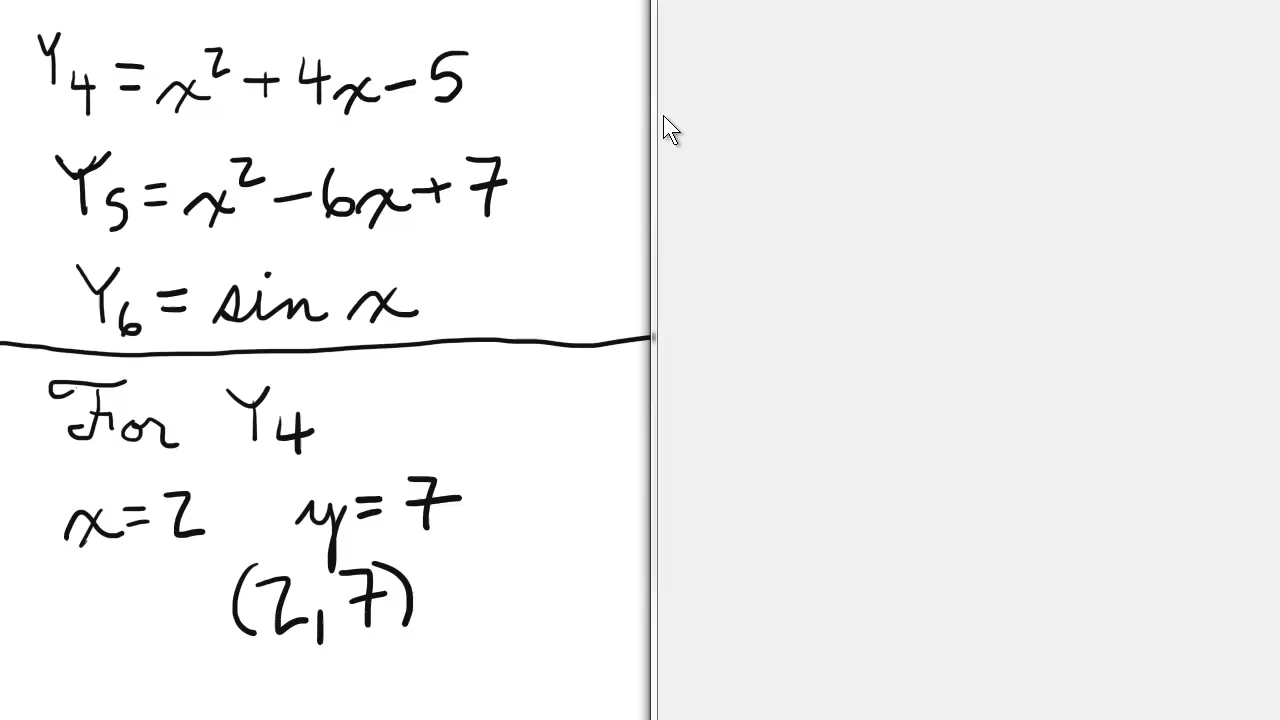 Y₄ = x² + 4x - 5
Y₅ = x² - 6x + 7
Y₆ = sin x
For Y₄
x = 2 y = 7
(2, 7)